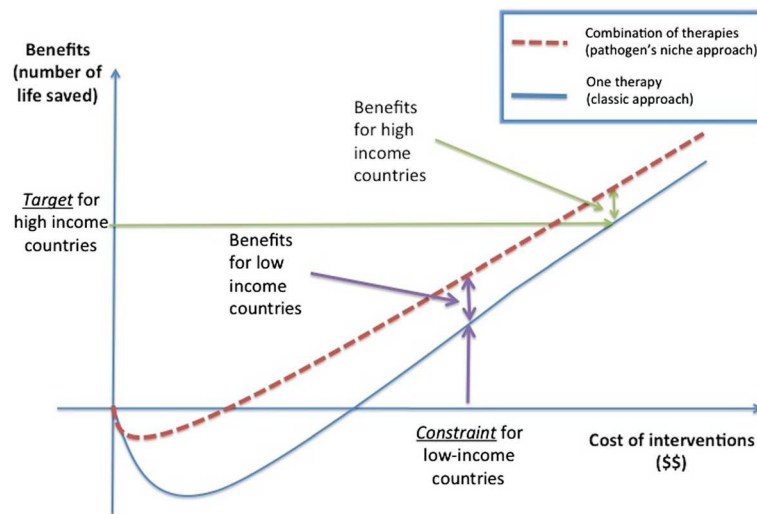 Benefits
(number of
life saved)
Combination of therapies
(pathogen's niche approach)
One therapy
(classic approach)
Benefits
for high
income
countries
Target for
high income
countries
Benefits
for low
income
countries
Constraint for
low-income
countries
Cost of interventions
($$)